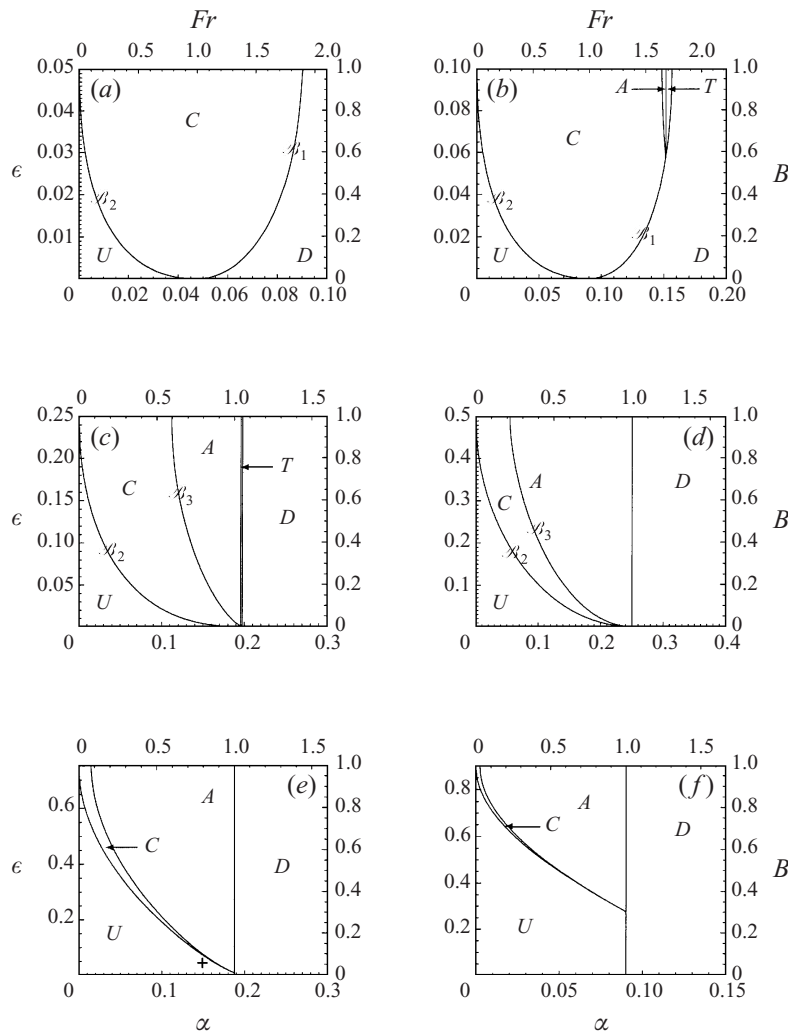 Fr Fr
0 0.5 1.0 1.5 2.0 0 0.5 1.0 1.5 2.0
0.05 (a) 1.0 0.10 (b) A T 1.0
0.04 C 0.8 0.08 C 0.8
ϵ 0.03 ℬ1 0.6 0.06 0.6 B
0.02 ℬ2 0.4 0.04 ℬ2 0.4
0.01 U D 0.2 0.02 U ℬ1 D 0.2
0 0
0 0.02 0.04 0.06 0.08 0.10 0 0.05 0.10 0.15 0.20
0 0.5 1.0 1.5 0 0.5 1.0 1.5
0.25 (c) A 1.0 0.5 (d) 1.0
0.20 C T 0.8 0.4 C A D 0.8
ϵ 0.15 ℬ3 0.6 0.3 ℬ3 0.6 B
0.10 ℬ2 D 0.4 0.2 ℬ2 0.4
0.05 U 0.2 0.1 U 0.2
0 0
0 0.1 0.2 0.3 0 0.1 0.2 0.3 0.4
0 0.5 1.0 1.5 0 0.5 1.0 1.5
A (e) 1.0 A (f) 1.0
0.6 0.8 0.8 C D 0.8
ϵ 0.4 C D 0.6 0.6 0.6 B
0.2 U 0.4 0.4 U 0.4
+ 0.2 0.2 0.2
0 0
0 0.1 0.2 0.3 0 0.05 0.10 0.15
α α